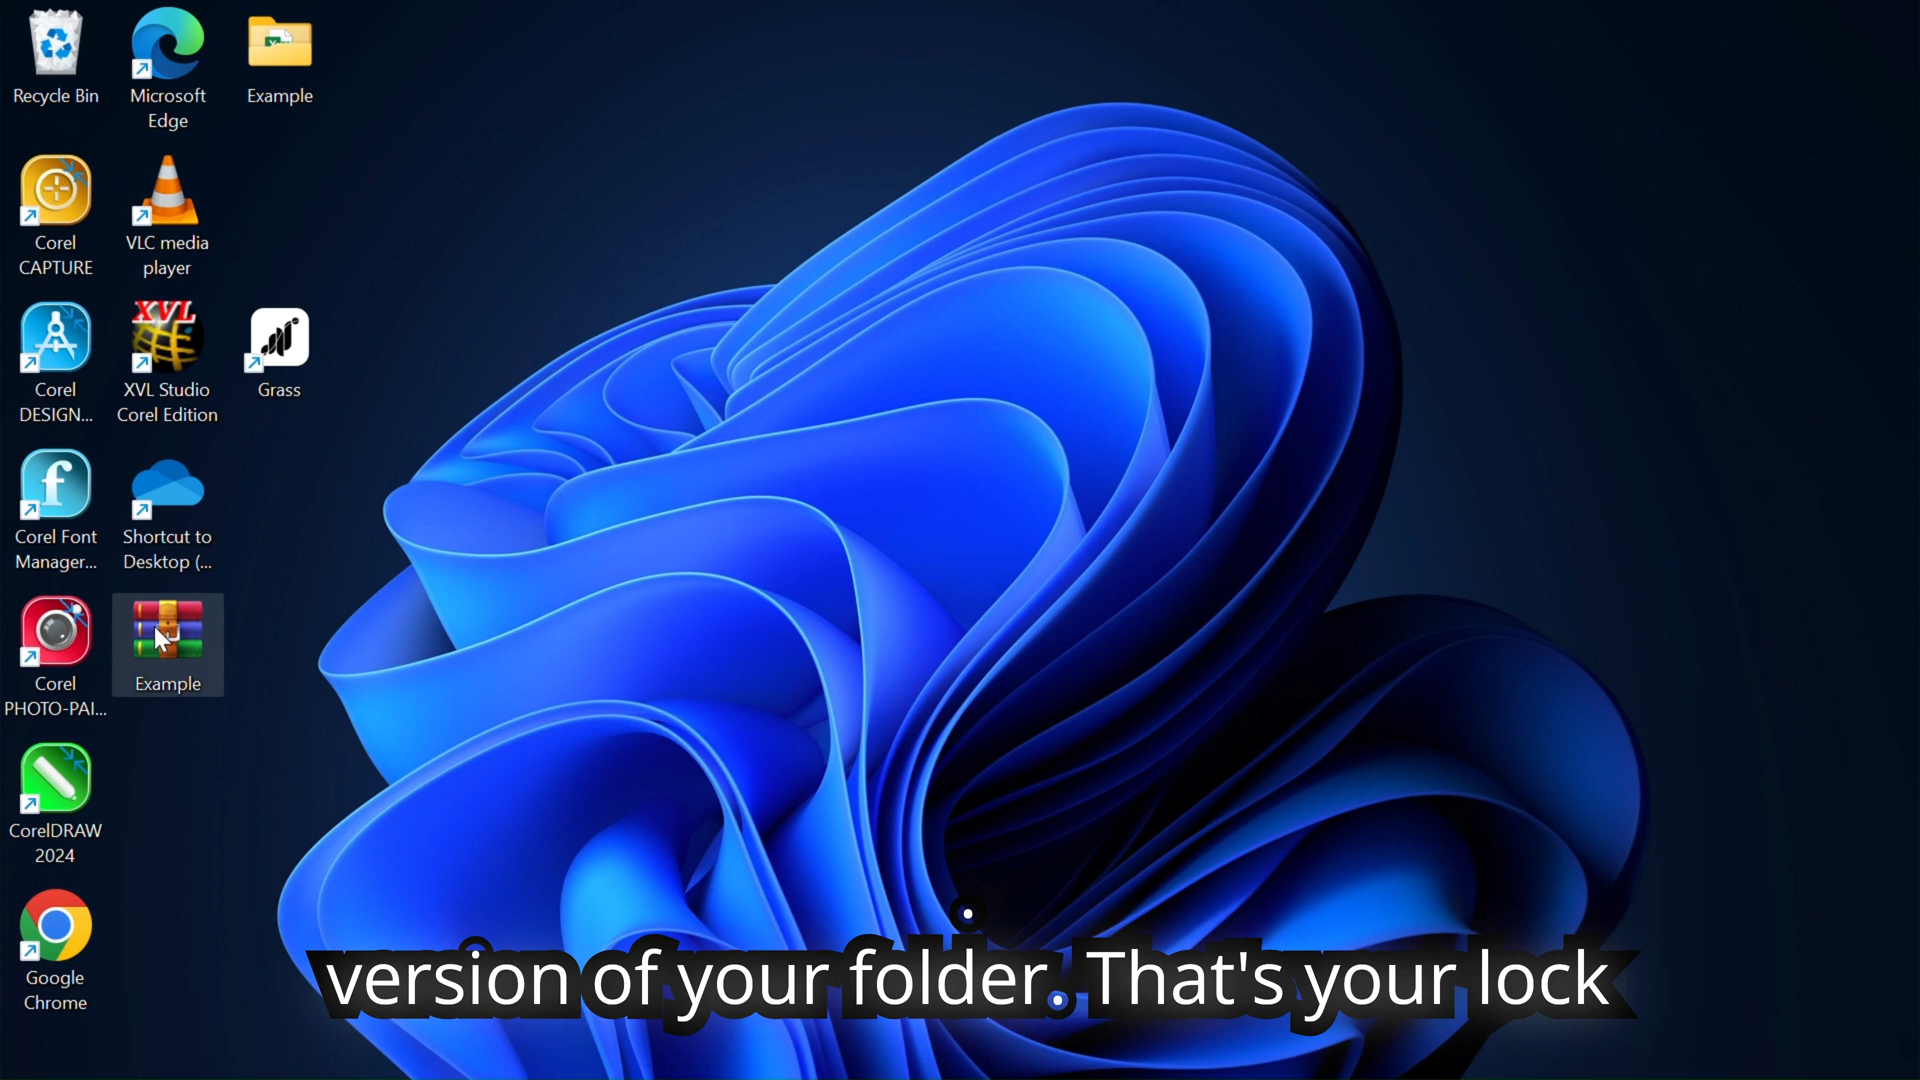 Recycle Bin
Microsoft
Edge
Example
Corel
CAPTURE
VLC media
player
Corel
DESIGN...
XVL
XVL Studio
Corel Edition
Grass
Corel Font
Manager...
Shortcut to
Desktop (...
Corel
PHOTO-PAI...
Example
CorelDRAW
2024
Google
Chrome
version of your folder. That's your lock